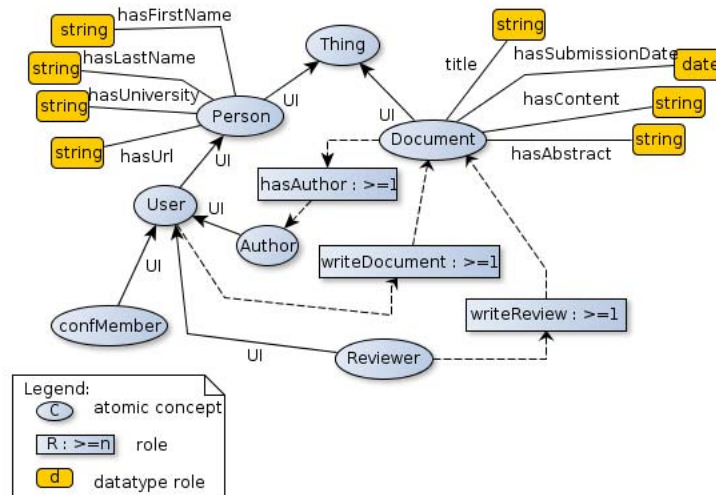 hasFirstName
string
Thing
string
title
hasSubmissionDate
hasLastName
string
date
hasUniversity
UI
string
Person
UI
hasContent
string
Document
string
hasUrl
hasAbstract
string
UI
hasAuthor : >=1
User
UI
Author
writeDocument : >=1
UI
writeReview : >=1
confMember
UI
Reviewer
Legend:
C atomic concept
R : >=n role
d datatype role